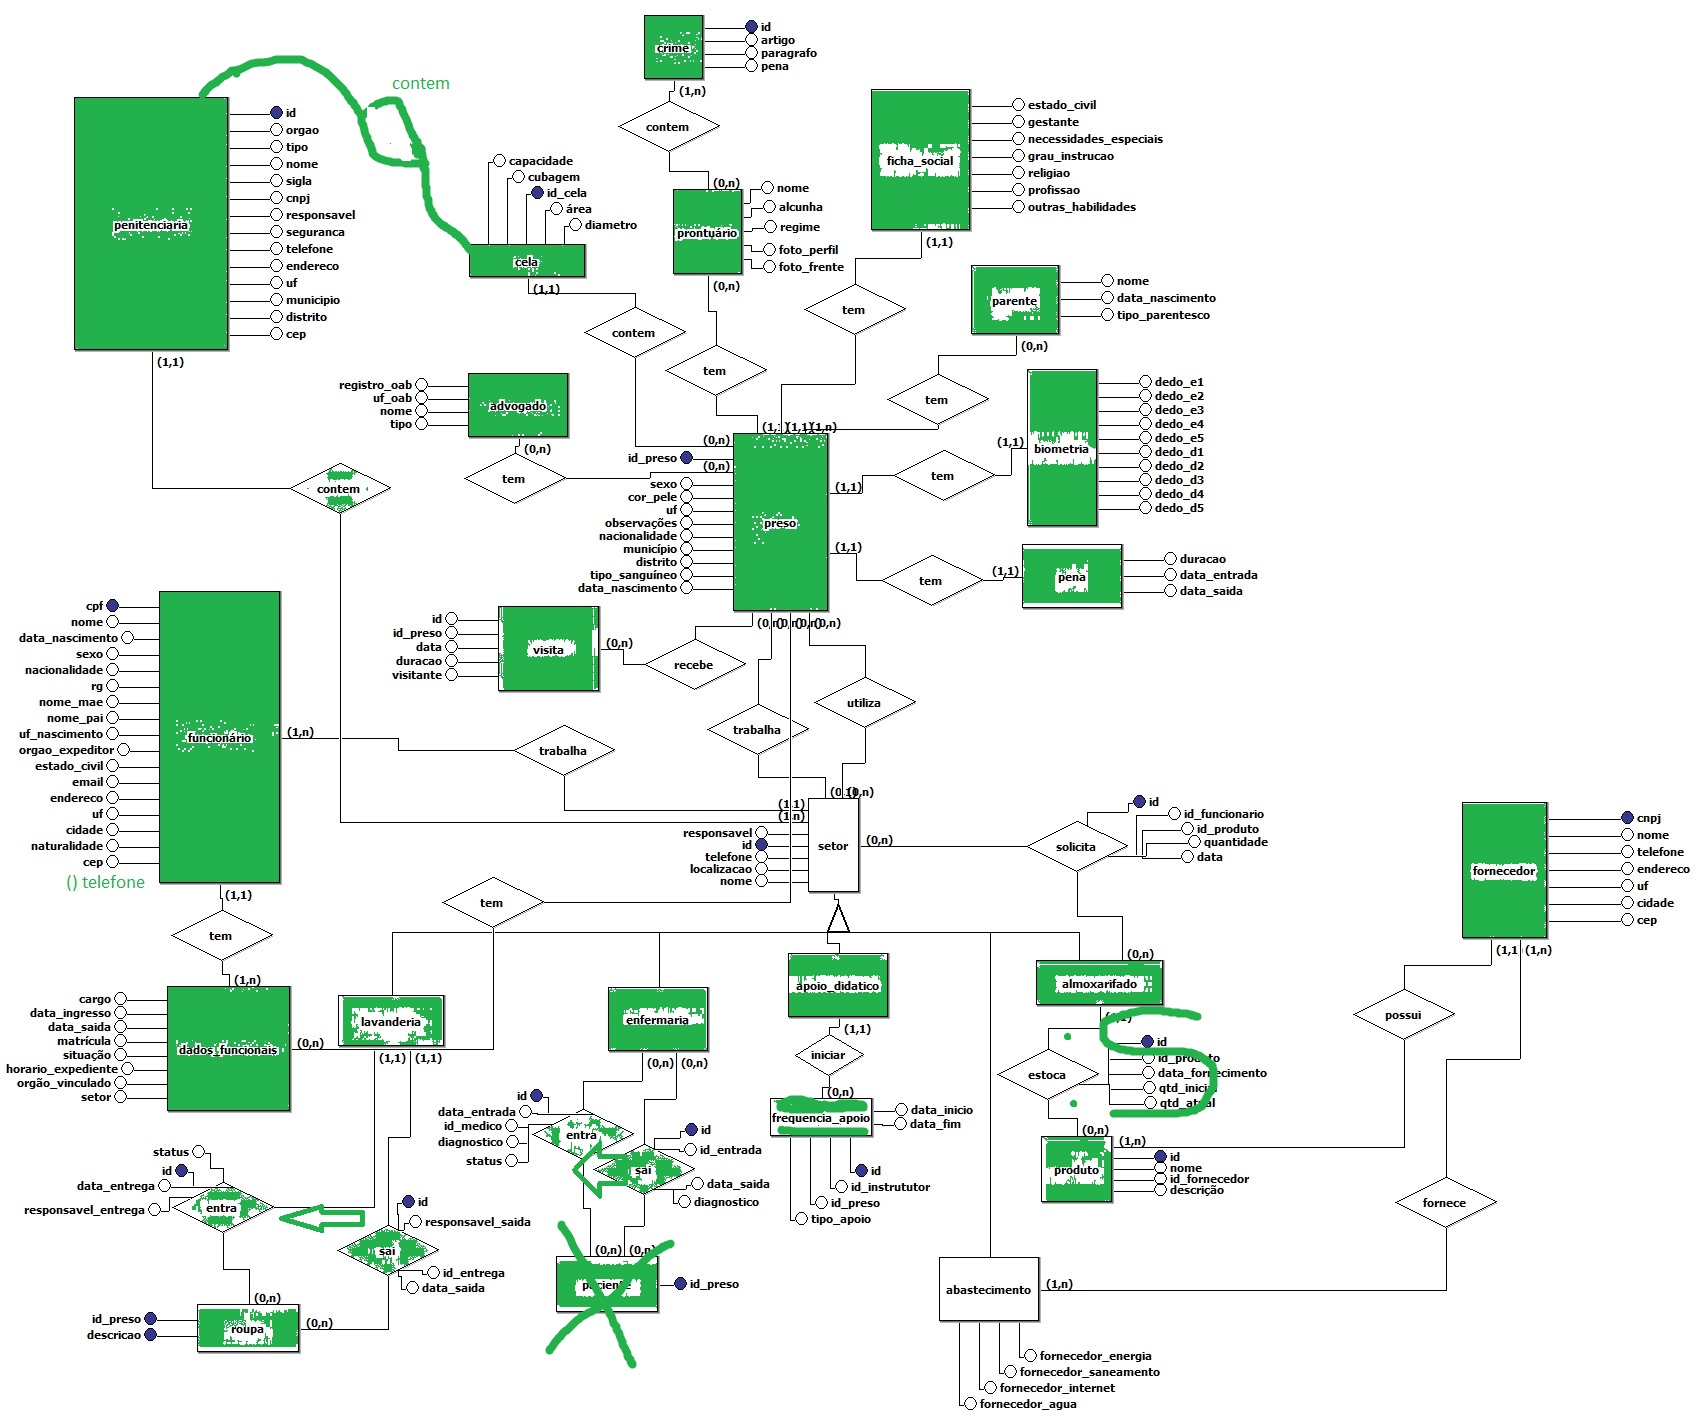 crime
id
artigo
paragrafo
pena
(1,n)
contem
(0,n)
contem
penitenciaria
id
orgao
tipo
nome
sigla
cnpj
responsavel
seguranca
telefone
endereco
uf
municipio
distrito
cep
(1,1)
capacidade
cubagem
id_cela
área
diametro
cela
(1,1)
contem
prontuário
nome
alcunha
regime
foto_perfil
foto_frente
(0,n)
tem
ficha_social
estado_civil
gestante
necessidades_especiais
grau_instrucao
religiao
profissao
outras_habilidades
(1,1)
tem
parente
nome
data_nascimento
tipo_parentesco
(0,n)
tem
registro_oab
uf_oab
nome
tipo
advogado
(0,n)
tem
biometria
dedo_e1
dedo_e2
dedo_e3
dedo_e4
dedo_e5
dedo_d1
dedo_d2
dedo_d3
dedo_d4
dedo_d5
(1,1)
tem
(1,1)
(1,1)
(1,n)
(0,n)
id_preso
(0,n)
sexo
cor_pele
uf
observações
nacionalidade
município
distrito
tipo_sanguíneo
data_nascimento
preso
(1,1)
(1,1)
tem
(1,1)
pena
duracao
data_entrada
data_saida
contem
cpf
nome
data_nascimento
sexo
nacionalidade
rg
nome_mae
nome_pai
uf_nascimento
orgao_expeditor
estado_civil
email
endereco
uf
cidade
naturalidade
cep
() telefone
funcionário
(1,n)
(1,1)
tem
id
id_preso
data
duracao
visitante
visita
(0,n)
recebe
(0,n)
(0,n)
(0,n)
trabalha
utiliza
trabalha
(0,n)
(1,1)
(1,n)
responsavel
id
telefone
localizacao
nome
setor
(0,n)
solicita
id
id_funcionario
id_produto
quantidade
data
fornecedor
cnpj
nome
telefone
endereco
uf
cidade
cep
(1,1)
(1,n)
possui
fornece
tem
(1,n)
cargo
data_ingresso
data_saida
matrícula
situação
horario_expediente
orgão_vinculado
setor
dados_funcionais
(0,n)
lavanderia
(1,1)
(1,1)
enfermaria
(0,n)
(0,n)
apoio_didatico
(1,1)
iniciar
(0,n)
frequencia_apoio
data_inicio
data_fim
id
id_instrututor
id_preso
tipo_apoio
(0,n)
almoxarifado
estoca
id
id_produto
data_fornecimento
qtd_inicial
qtd_atual
(0,n)
(1,n)
produto
id
nome
id_fornecedor
descrição
id
data_entrada
id_medico
diagnostico
status
entra
id
id_entrada
sai
data_saida
diagnostico
(0,n)
(0,n)
paciente
id_preso
status
id
data_entrega
responsavel_entrega
entra
id
responsavel_saida
sai
id_entrega
data_saida
(0,n)
id_preso
descricao
roupa
(0,n)
abastecimento
(1,n)
fornecedor_energia
fornecedor_saneamento
fornecedor_internet
fornecedor_agua